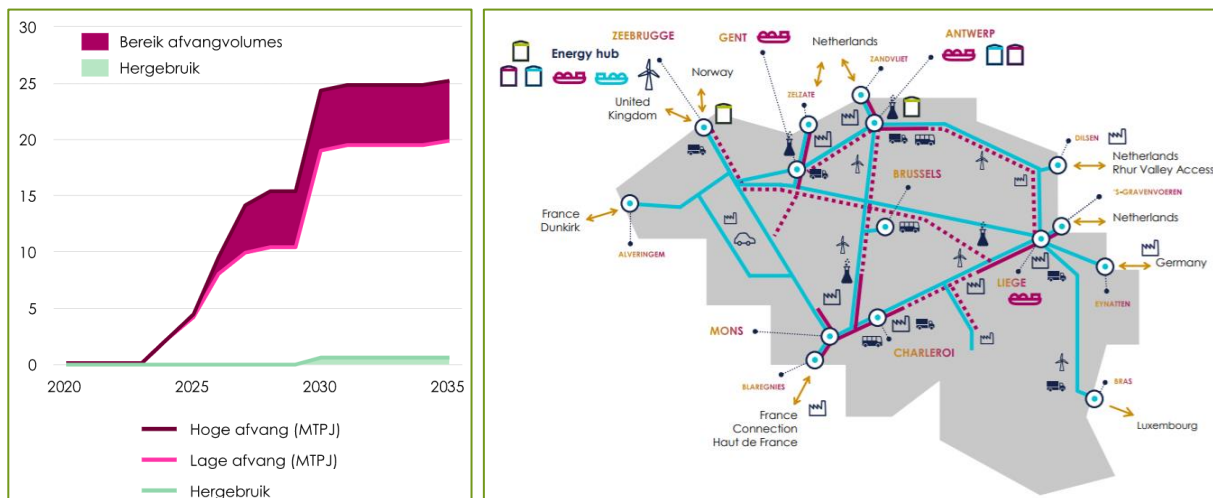 30
25
20
15
10
5
0
Bereik afvangvolumes
Hergebruik
2020
2025
2030
2035
Hoge afvang (MTPJ)
Lage afvang (MTPJ)
Hergebruik
ZEEBRUGGE
GENT
ANTWERP
Energy hub
Netherlands
ZANDVLIET
Norway
ZELZATE
United
Kingdom
DILSEN
Netherlands
Rhur Valley Access
BRUSSELS
'S-GRAVENVOEREN
France
Dunkirk
Netherlands
ALVERINGEM
Germany
LIEGE
EYNATTEN
MONS
CHARLEROI
BLAREGNIES
BRAS
France
Connection
Haut de France
Luxembourg